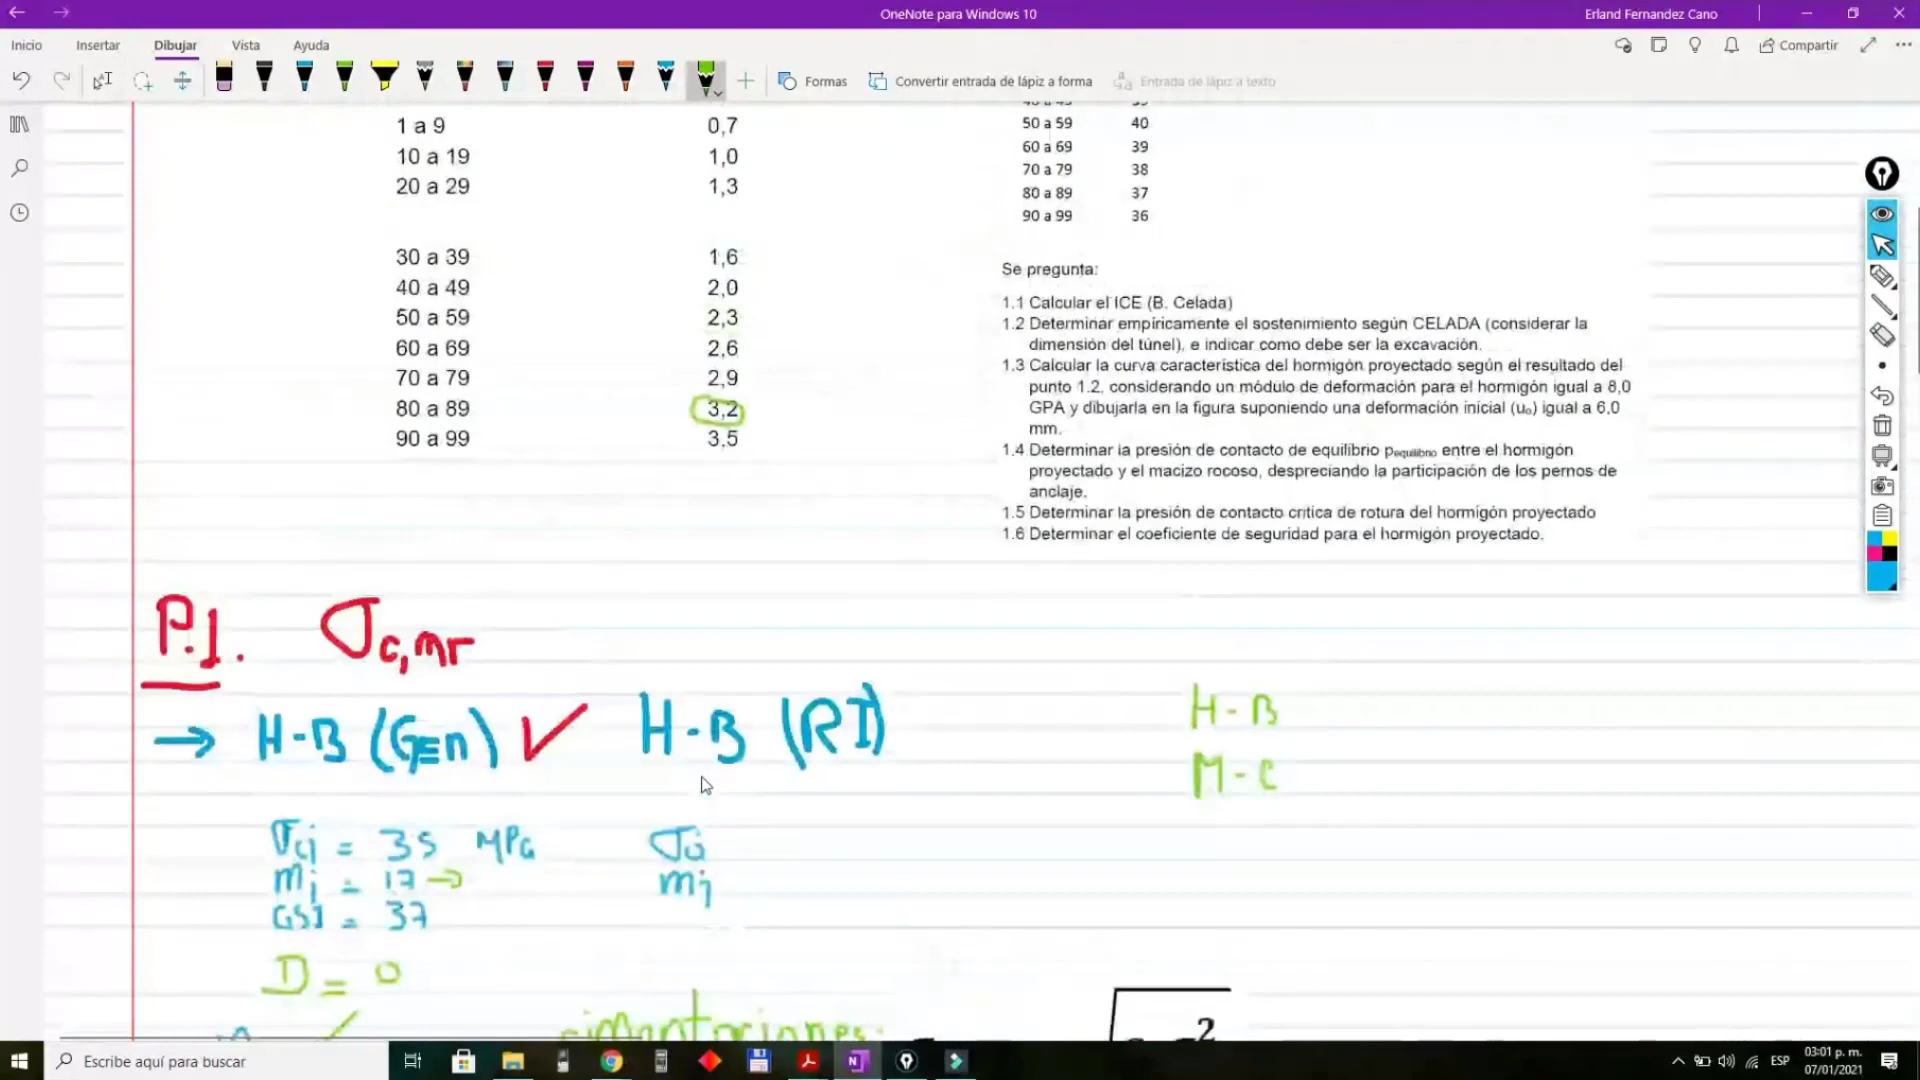 OneNote para Windows 10
Erland Fernandez Cano
Inicio Insertar Dibujar Vista Ayuda
Compartir
Formas
Convertir entrada de lápiz a forma
Entrada de lápiz a texto
1 a 9 0,7
10 a 19 1,0
20 a 29 1,3
30 a 39 1,6
40 a 49 2,0
50 a 59 2,3
60 a 69 2,6
70 a 79 2,9
80 a 89 3,2
90 a 99 3,5
50 a 59 40
60 a 69 39
70 a 79 38
80 a 89 37
90 a 99 36
Se pregunta:
1.1 Calcular el ICE (B. Celada)
1.2 Determinar empíricamente el sostenimiento según CELADA (considerar la
dimensión del túnel), e indicar como debe ser la excavación.
1.3 Calcular la curva característica del hormigón proyectado según el resultado del
punto 1.2, considerando un módulo de deformación para el hormigón igual a 8,0
GPA y dibujarla en la figura suponiendo una deformación inicial (u₀) igual a 6,0
mm.
1.4 Determinar la presión de contacto de equilibrio pequilibrio entre el hormigón
proyectado y el macizo rocoso, despreciando la participación de los pernos de
anclaje.
1.5 Determinar la presión de contacto critica de rotura del hormigón proyectado
1.6 Determinar el coeficiente de seguridad para el hormigón proyectado.
P.1. σc,mr
→ H-B (Gen) ✓ H-B (RI)
H-B
M-C
σci = 35 MPa
mi = 17 →
GSI = 37
D = 0
σci
mi
2
Escribe aquí para buscar
ESP
03:01 p. m.
07/01/2021